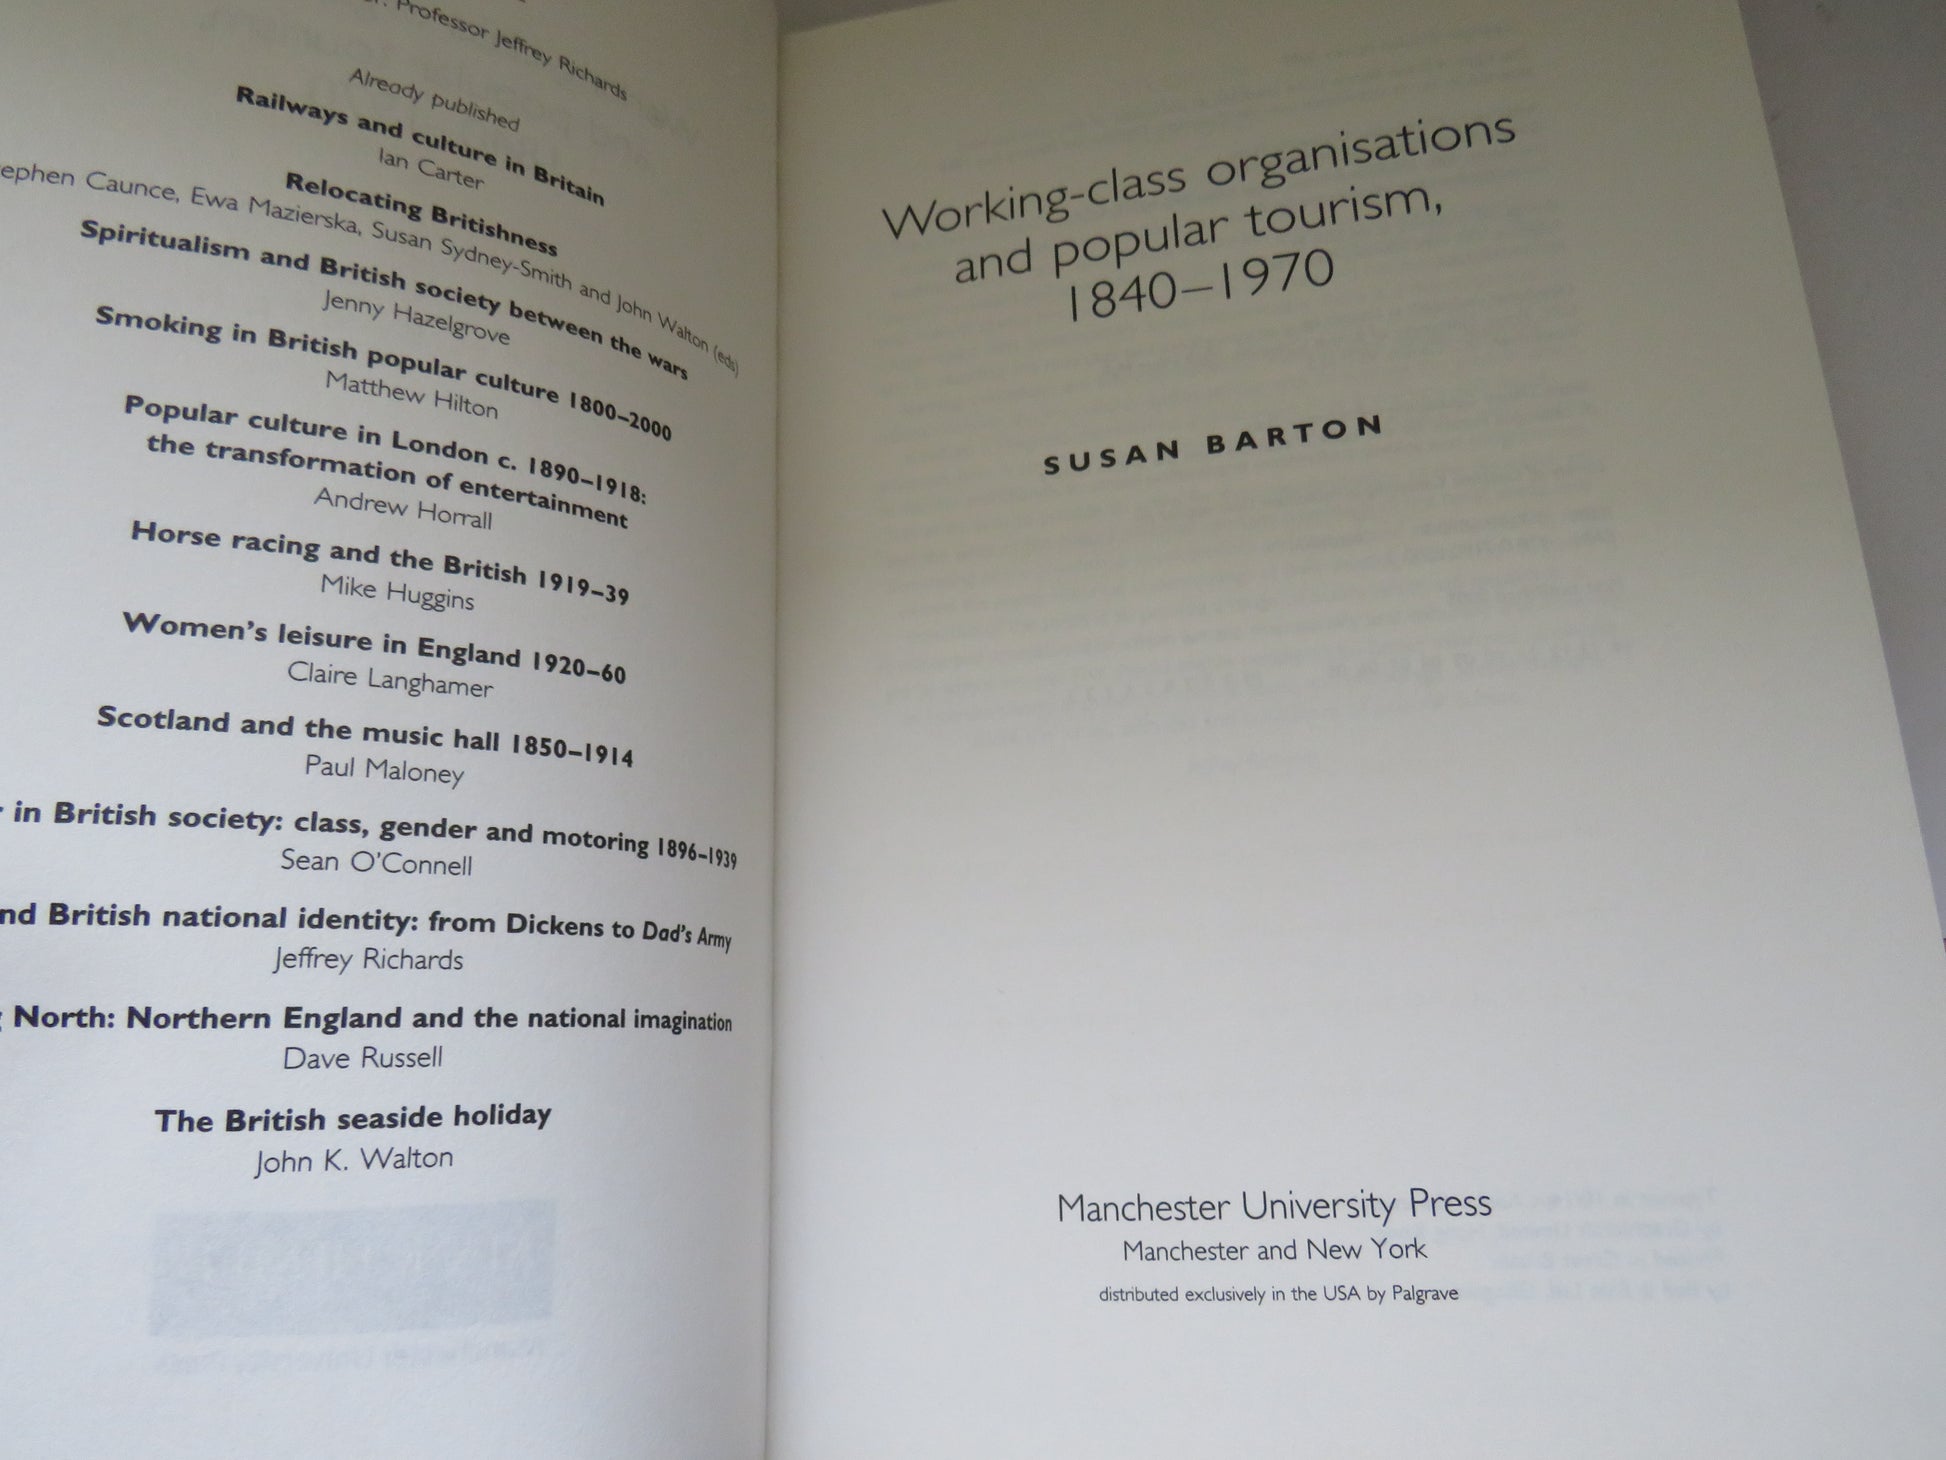 Professor Jeffrey Richards
Already published
Railways and culture in Britain
Ian Carter
Relocating Britishness
ephen Caunce, Ewa Mazierska, Susan Sydney-Smith and John Walton (eds)
Spiritualism and British society between the wars
Jenny Hazelgrove
Smoking in British popular culture 1800–2000
Matthew Hilton
Popular culture in London c. 1890–1918:
the transformation of entertainment
Andrew Horrall
Horse racing and the British 1919–39
Mike Huggins
Women's leisure in England 1920–60
Claire Langhamer
Scotland and the music hall 1850–1914
Paul Maloney
in British society: class, gender and motoring 1896–1939
Sean O'Connell
nd British national identity: from Dickens to Dad's Army
Jeffrey Richards
North: Northern England and the national imagination
Dave Russell
The British seaside holiday
John K. Walton
Working-class organisations
and popular tourism,
1840–1970
SUSAN BARTON
Manchester University Press
Manchester and New York
distributed exclusively in the USA by Palgrave